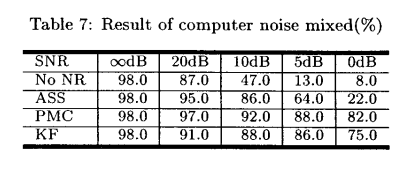 Table 7: Result of computer noise mixed(%)
SNR ∞dB 20dB 10dB 5dB 0dB
No NR 98.0 87.0 47.0 13.0 8.0
ASS 98.0 95.0 86.0 64.0 22.0
PMC 98.0 97.0 92.0 88.0 82.0
KF 98.0 91.0 88.0 86.0 75.0